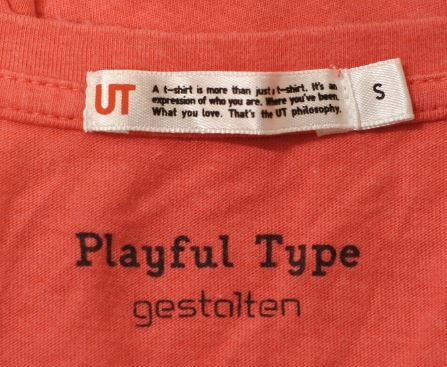 UT
A t-shirt is more than just a t-shirt. It's an
expression of who you are. Where you've been.
What you love. That's the UT philosophy.
S
Playful Type
gestalten